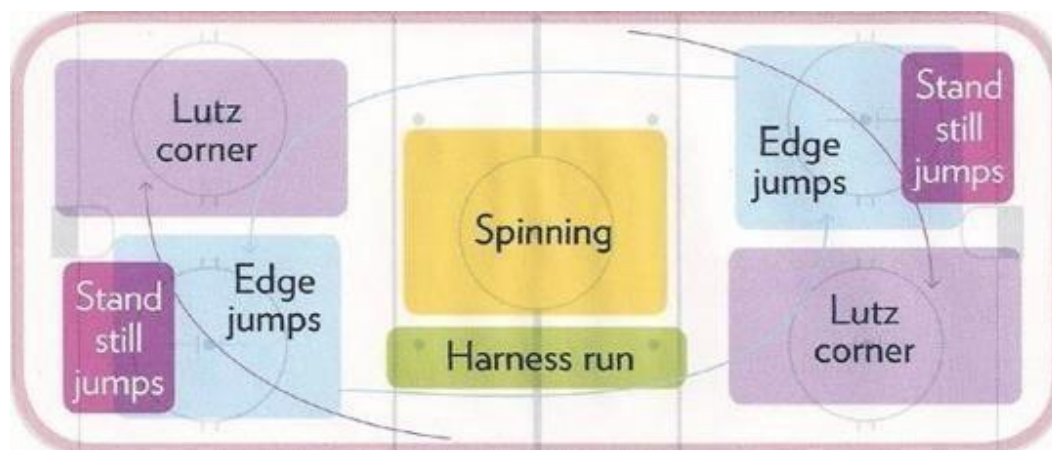 Lutz
corner
Edge
jumps
Stand
still
jumps
Spinning
Stand
still
jumps
Edge
jumps
Harness run
Lutz
corner